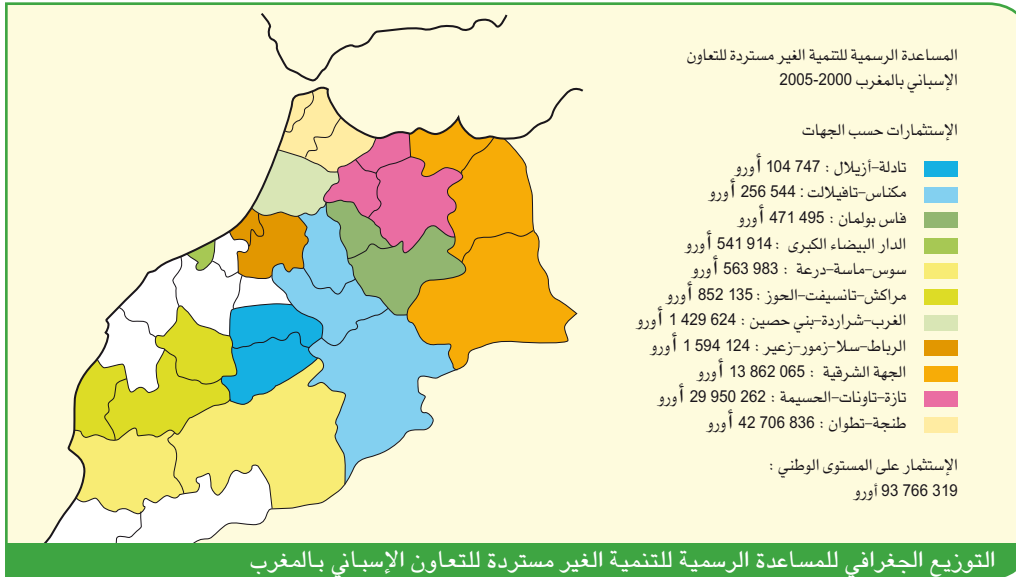 المساعدة الرسمية للتنمية الغير مستردة للتعاون
الإسباني بالمغرب 2000-2005
الإستثمارات حسب الجهات
تادلة-أزيلال : 747 104 أورو
مكناس-تافيلالت : 544 256 أورو
فاس بولمان : 495 471 أورو
الدار البيضاء الكبرى : 914 541 أورو
سوس-ماسة-درعة : 983 563 أورو
مراكش-تانسيفت-الحوز : 135 852 أورو
الغرب-شراردة-بني حصين : 624 429 1 أورو
الرباط-سلا-زمور-زعير : 124 594 1 أورو
الجهة الشرقية : 065 862 13 أورو
تازة-تاونات-الحسيمة : 262 950 29 أورو
طنجة-تطوان : 836 706 42 أورو
الإستثمار على المستوى الوطني :
319 766 93 أورو
التوزيع الجغرافي للمساعدة الرسمية للتنمية الغير مستردة للتعاون الإسباني بالمغرب